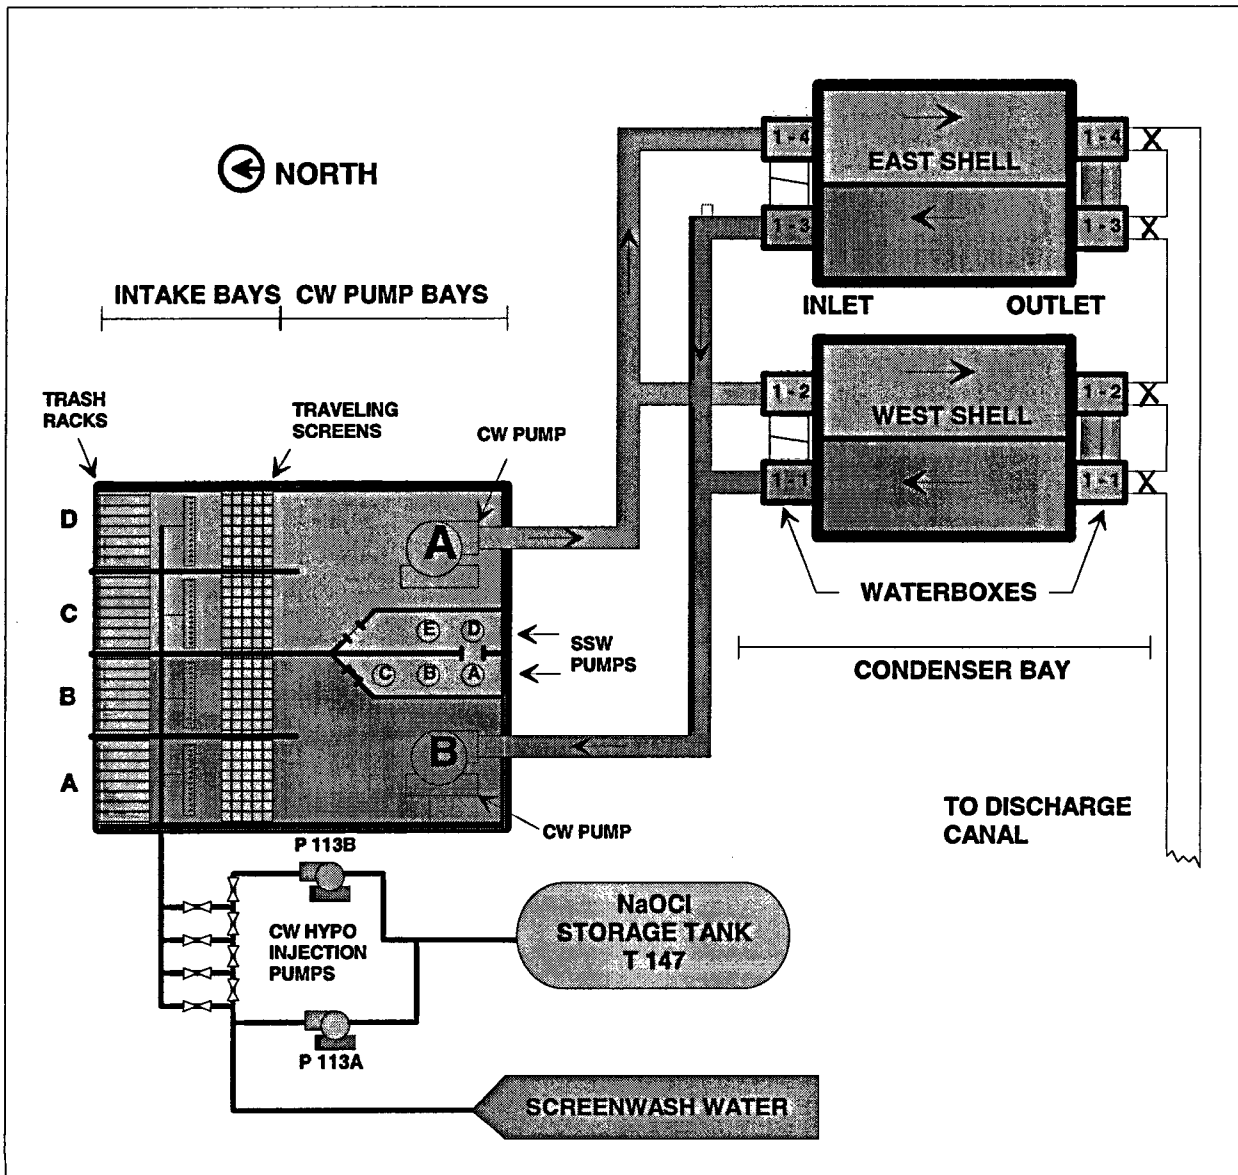 NORTH
INTAKE BAYS
CW PUMP BAYS
TRASH
RACKS
TRAVELING
SCREENS
CW PUMP
D
C
B
A
A
E
D
C
B
A
SSW
PUMPS
B
CW PUMP
1 - 4
EAST SHELL
1 - 4
1 - 3
1 - 3
INLET
OUTLET
1 - 2
WEST SHELL
1 - 2
1 - 1
1 - 1
WATERBOXES
CONDENSER BAY
TO DISCHARGE
CANAL
P 113B
CW HYPO
INJECTION
PUMPS
P 113A
NaOCl
STORAGE TANK
T 147
SCREENWASH WATER